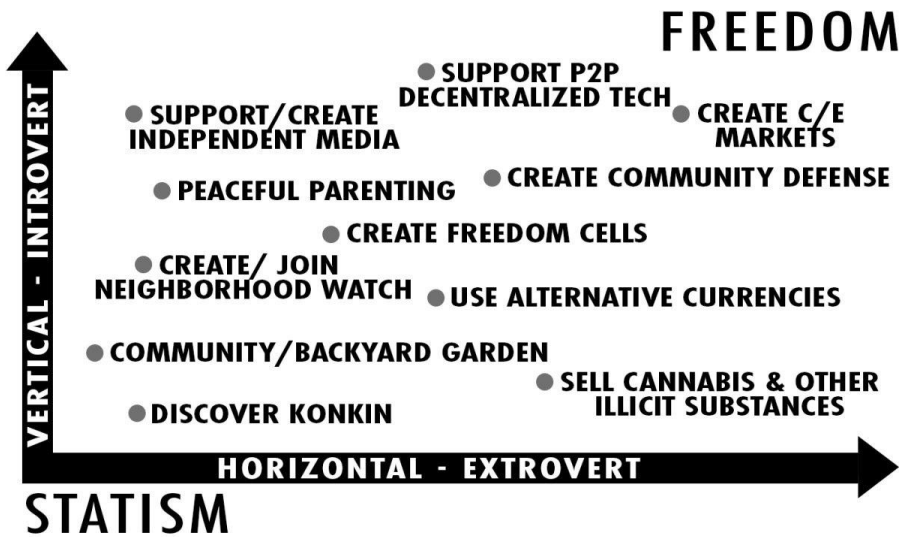 FREEDOM
SUPPORT P2P
DECENTRALIZED TECH
SUPPORT/CREATE
INDEPENDENT MEDIA
CREATE C/E
MARKETS
PEACEFUL PARENTING
CREATE COMMUNITY DEFENSE
CREATE FREEDOM CELLS
CREATE/ JOIN
NEIGHBORHOOD WATCH
USE ALTERNATIVE CURRENCIES
COMMUNITY/BACKYARD GARDEN
SELL CANNABIS & OTHER
ILLICIT SUBSTANCES
DISCOVER KONKIN
VERTICAL - INTROVERT
HORIZONTAL - EXTROVERT
STATISM